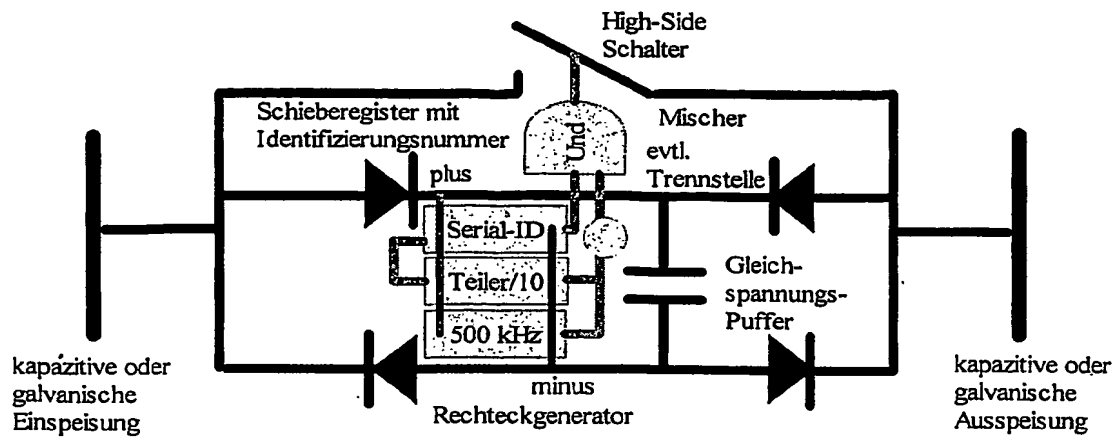 High-Side
Schalter
Schieberegister mit
Identifizierungsnummer
Und
Mischer
evtl.
Trennstelle
plus
Serial-ID
Teiler/10
500 kHz
Gleich-
spannungs-
Puffer
minus
Rechteckgenerator
kapazitive oder
galvanische
Einspeisung
kapazitive oder
galvanische
Ausspeisung